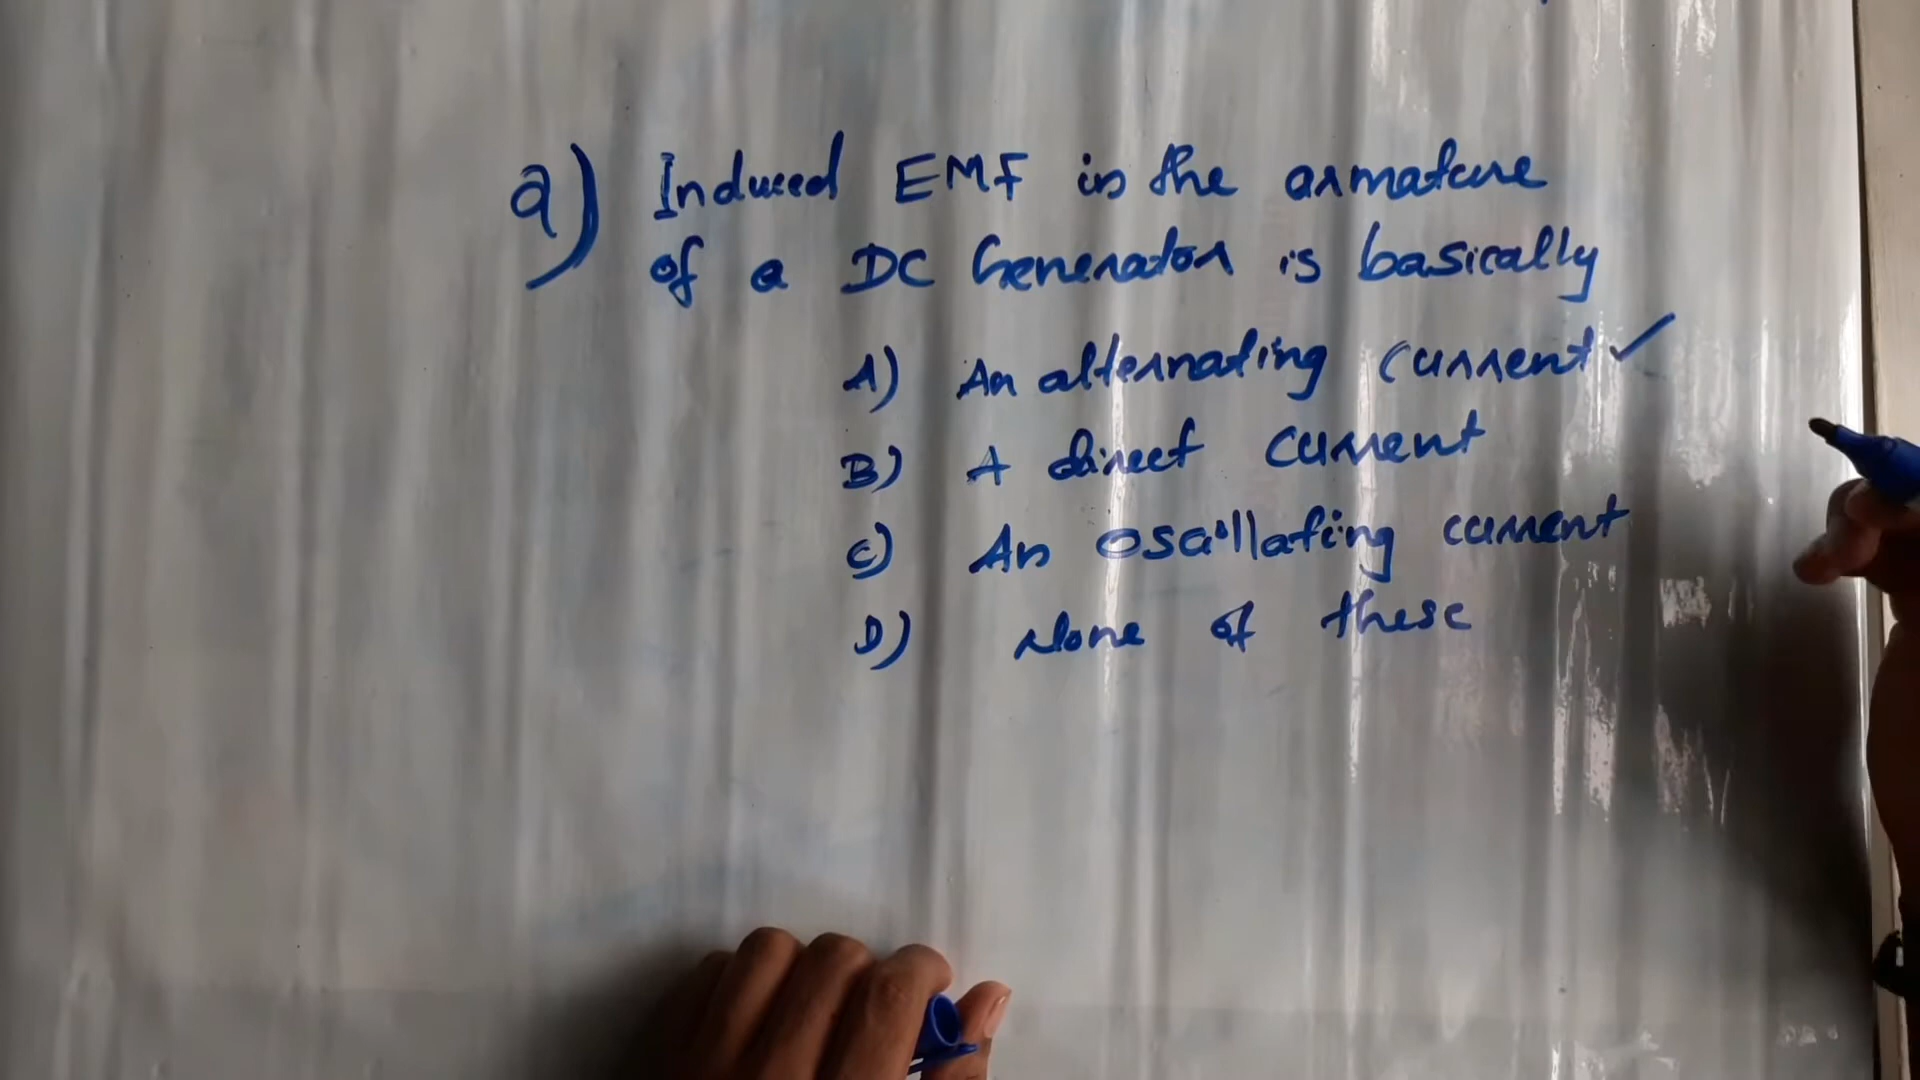 Q) Induced EMF in the armature
of a DC Generator is basically
A) An alternating current ✓
B) A direct current
C) An oscillating current
D) None of these